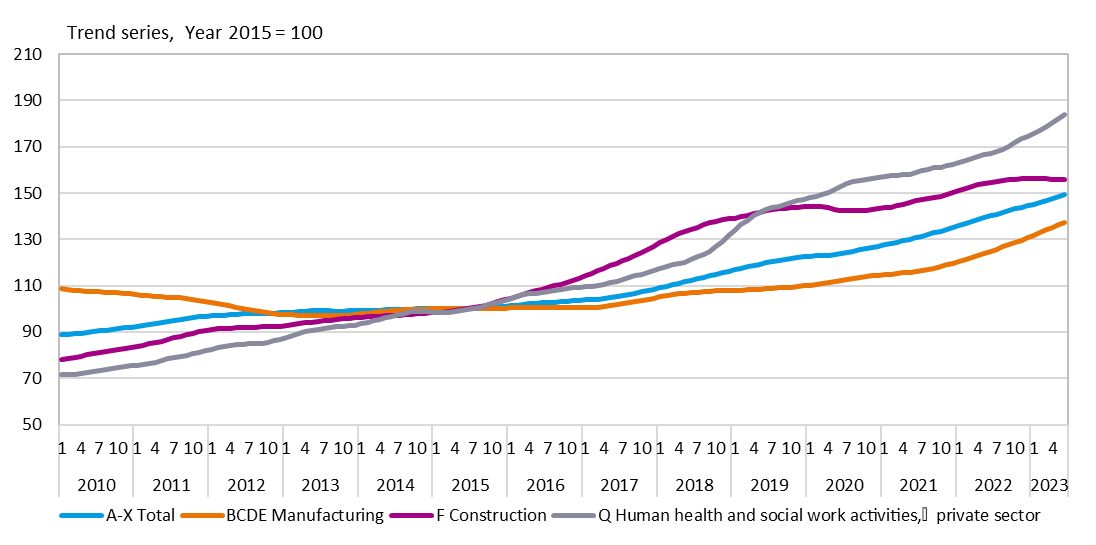 Trend series, Year 2015 = 100
210
190
170
150
130
110
90
70
50
1 4 7 10 1 4 7 10 1 4 7 10 1 4 7 10 1 4 7 10 1 4 7 10 1 4 7 10 1 4 7 10 1 4 7 10 1 4 7 10 1 4 7 10 1 4 7 10 1 4 7 10 1 4
2010 2011 2012 2013 2014 2015 2016 2017 2018 2019 2020 2021 2022 2023
A-X Total BCDE Manufacturing F Construction Q Human health and social work activities, private sector